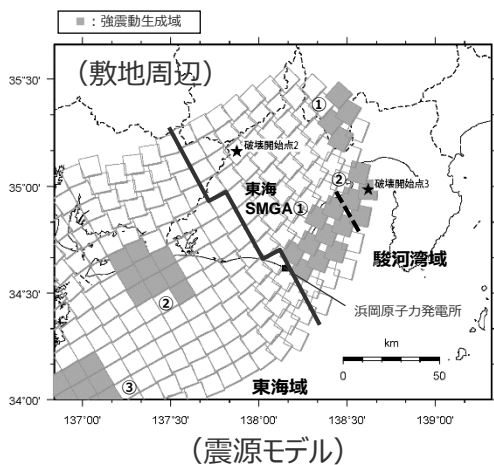 ■：強震動生成域
（敷地周辺）
35°30'
35°00'
34°30'
34°00'
①
★破壊開始点2
②
★破壊開始点3
東海
SMGA①
駿河湾域
②
浜岡原子力発電所
km
0 50
③
東海域
137°00' 137°30' 138°00' 138°30' 139°00'
（震源モデル）